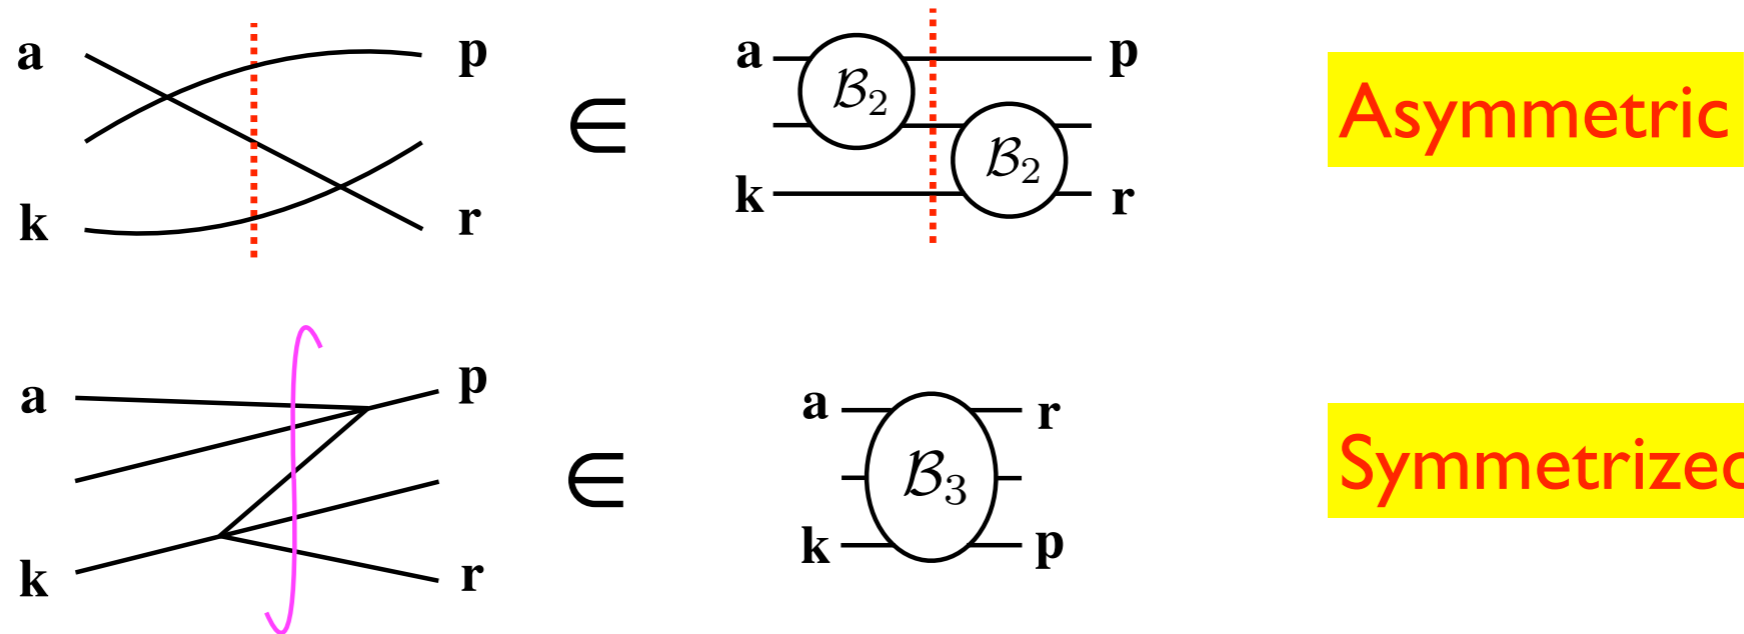 a p ∈ a B₂ p Asymmetric
k r k B₂ r
a p ∈ a B₃ r Symmetrized
k r k p